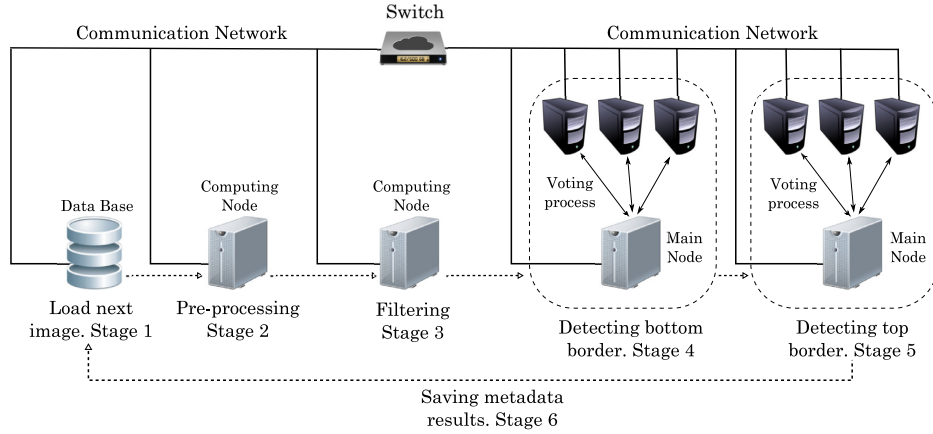 Switch
Communication Network
Communication Network
Computing
Node
Computing
Node
Data Base
Voting
process
Main
Node
Voting
process
Main
Node
Load next
image. Stage 1
Pre-processing
Stage 2
Filtering
Stage 3
Detecting bottom
border. Stage 4
Detecting top
border. Stage 5
Saving metadata
results. Stage 6